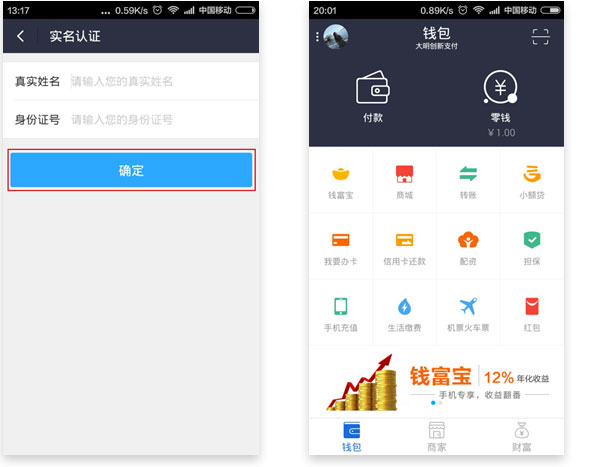 13:17 ... 0.59K/s 中国移动
实名认证
真实姓名 请输入您的真实姓名
身份证号 请输入您的身份证号
确定
20:01 0.89K/s 中国移动
钱包
大明创新支付
付款 零钱
¥1.00
钱富宝 商城 转账 小额贷
我要办卡 信用卡还款 配资 担保
手机充值 生活缴费 机票火车票 红包
钱富宝 12% 年化收益
手机专享，收益翻番
钱包 商家 财富